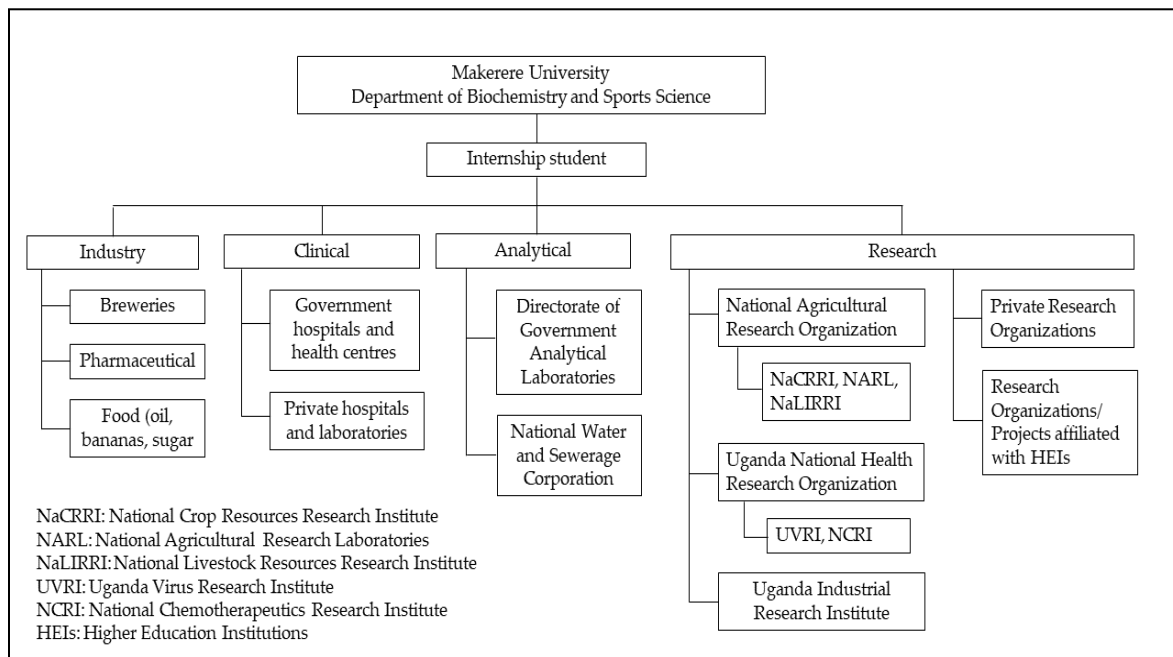 Makerere University
Department of Biochemistry and Sports Science
Internship student
Industry
Breweries
Pharmaceutical
Food (oil,
bananas, sugar
Clinical
Government
hospitals and
health centres
Private hospitals
and laboratories
Analytical
Directorate of
Government
Analytical
Laboratories
National Water
and Sewerage
Corporation
Research
National Agricultural
Research Organization
NaCRRI, NARL,
NaLIRRI
Uganda National Health
Research Organization
UVRI, NCRI
Uganda Industrial
Research Institute
Private Research
Organizations
Research
Organizations/
Projects affiliated
with HEIs
NaCRRI: National Crop Resources Research Institute
NARL: National Agricultural Research Laboratories
NaLIRRI: National Livestock Resources Research Institute
UVRI: Uganda Virus Research Institute
NCRI: National Chemotherapeutics Research Institute
HEIs: Higher Education Institutions